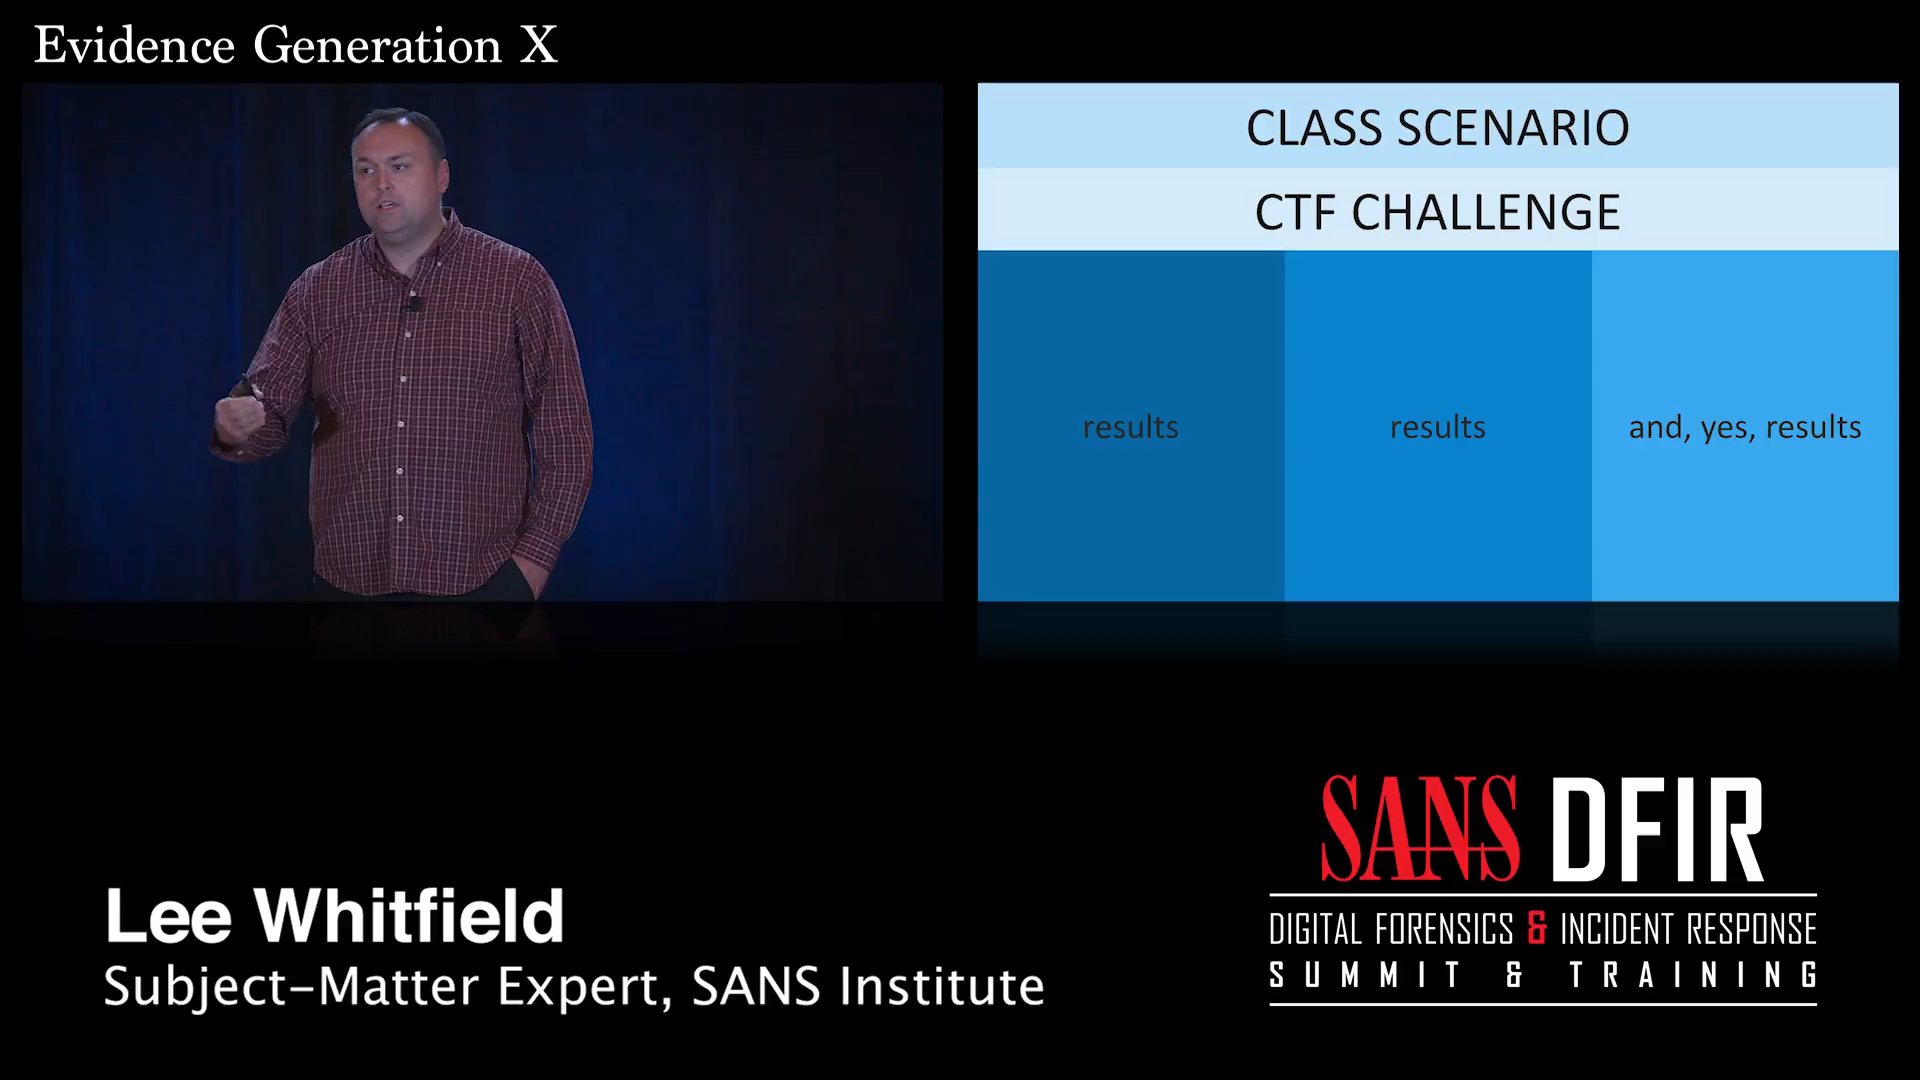 Evidence Generation X
CLASS SCENARIO
CTF CHALLENGE
results
results
and, yes, results
Lee Whitfield
Subject-Matter Expert, SANS Institute
SANS DFIR
DIGITAL FORENSICS & INCIDENT RESPONSE
SUMMIT & TRAINING